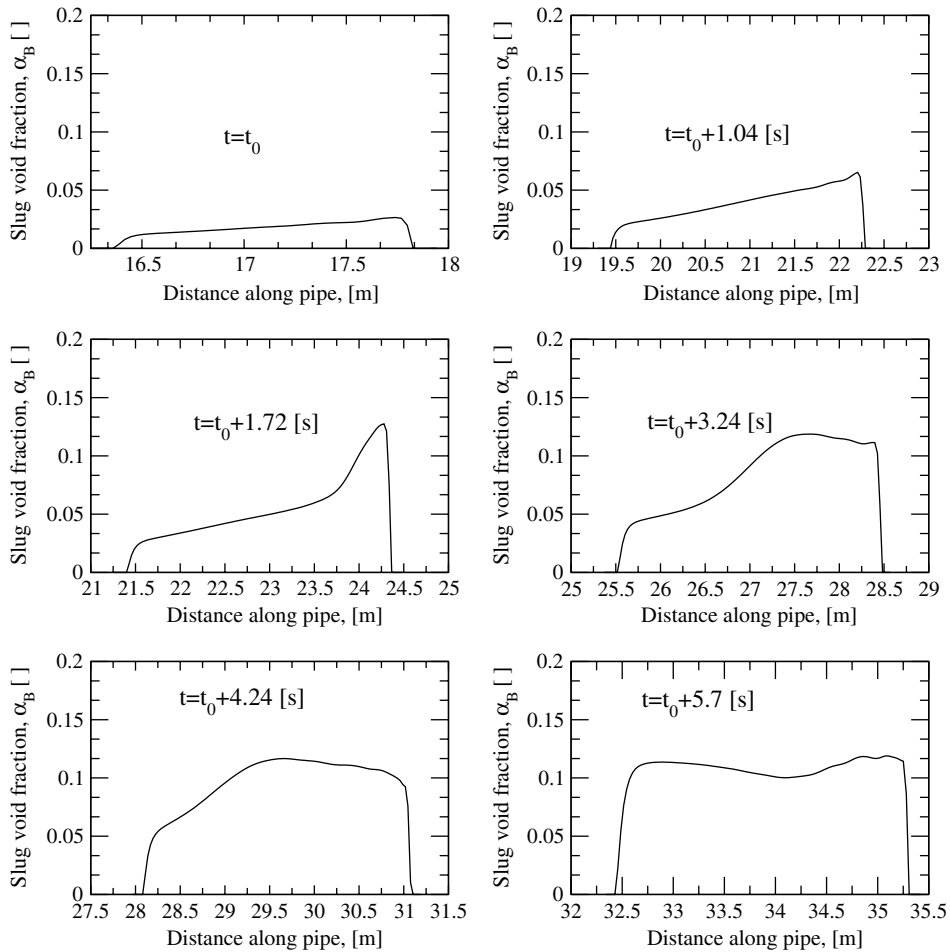 0.2
0.15
0.1
0.05
0
Slug void fraction, α_B [ ]
t=t_0
16.5 17 17.5 18
Distance along pipe, [m]
0.2
0.15
0.1
0.05
0
Slug void fraction, α_B [ ]
t=t_0+1.04 [s]
19 19.5 20 20.5 21 21.5 22 22.5 23
Distance along pipe, [m]
0.2
0.15
0.1
0.05
0
Slug void fraction, α_B [ ]
t=t_0+1.72 [s]
21 21.5 22 22.5 23 23.5 24 24.5 25
Distance along pipe, [m]
0.2
0.15
0.1
0.05
0
Slug void fraction, α_B [ ]
t=t_0+3.24 [s]
25 25.5 26 26.5 27 27.5 28 28.5 29
Distance along pipe, [m]
0.2
0.15
0.1
0.05
0
Slug void fraction, α_B [ ]
t=t_0+4.24 [s]
27.5 28 28.5 29 29.5 30 30.5 31 31.5
Distance along pipe, [m]
0.2
0.15
0.1
0.05
0
Slug void fraction, α_B [ ]
t=t_0+5.7 [s]
32 32.5 33 33.5 34 34.5 35 35.5
Distance along pipe, [m]